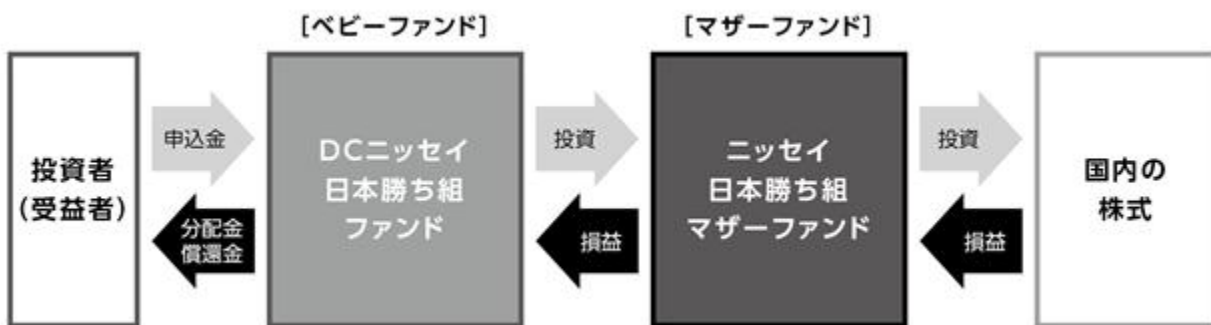 [ベビーファンド]
[マザーファンド]
投資者
(受益者)
申込金
分配金
償還金
DCニッセイ
日本勝ち組
ファンド
投資
損益
ニッセイ
日本勝ち組
マザーファンド
投資
損益
国内の
株式